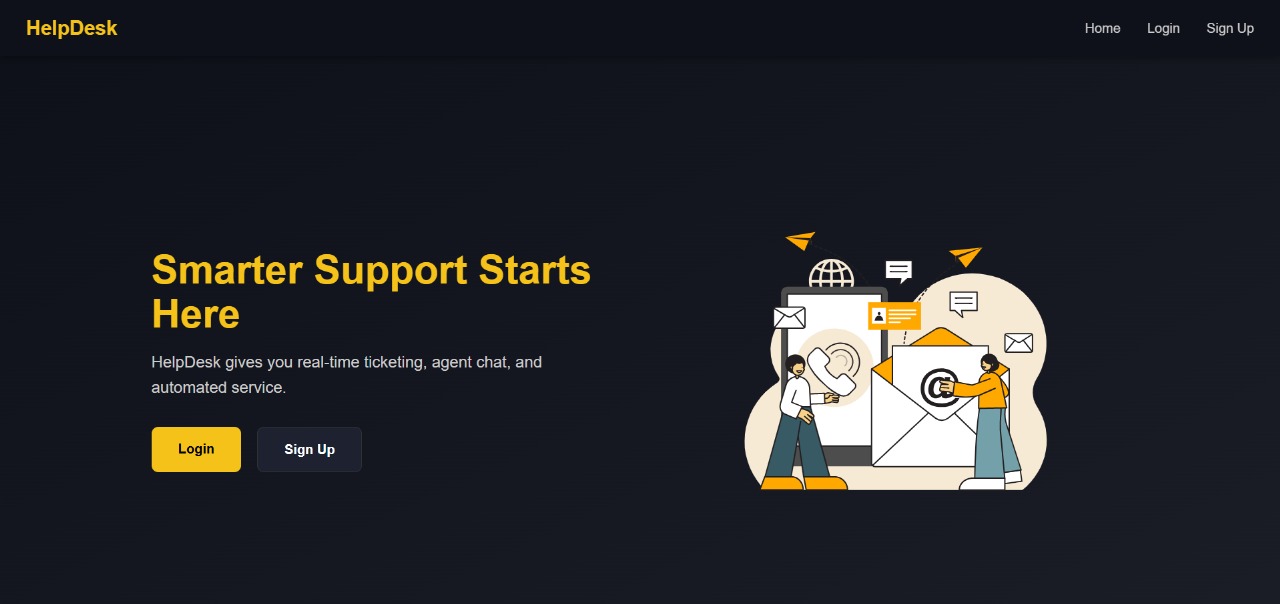 HelpDesk
Home Login Sign Up
Smarter Support Starts
Here
HelpDesk gives you real-time ticketing, agent chat, and
automated service.
Login Sign Up
@